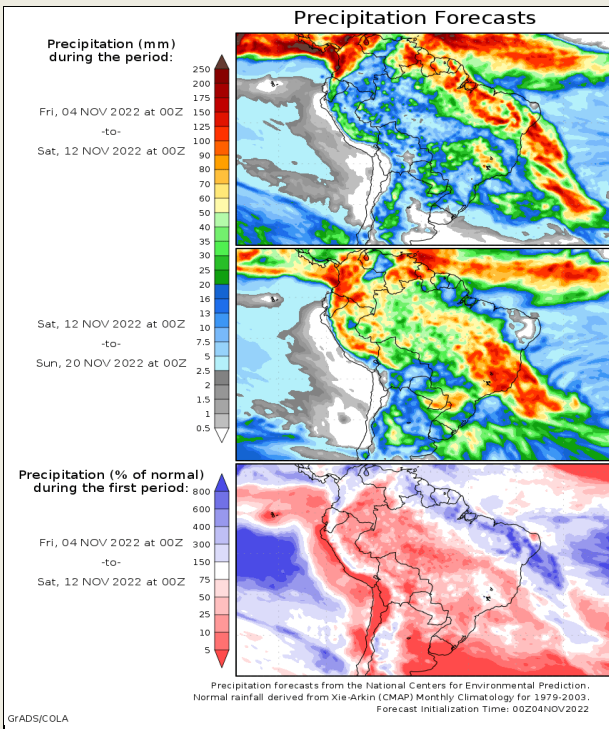 Precipitation Forecasts
Precipitation (mm)
during the period:
Fri, 04 NOV 2022 at 00Z
-to-
Sat, 12 NOV 2022 at 00Z
250
200
175
150
125
100
90
80
70
60
50
40
35
30
25
20
16
13
10
7.5
5
2.5
2
1.5
1
0.5
Sat, 12 NOV 2022 at 00Z
-to-
Sun, 20 NOV 2022 at 00Z
Precipitation (% of normal)
during the first period:
Fri, 04 NOV 2022 at 00Z
-to-
Sat, 12 NOV 2022 at 00Z
800
600
400
300
150
75
50
25
10
5
Precipitation forecasts from the National Centers for Environmental Prediction.
Normal rainfall derived from Xie-Arkin (CMAP) Monthly Climatology for 1979-2003.
Forecast Initialization Time: 00Z04NOV2022
GrADS/COLA